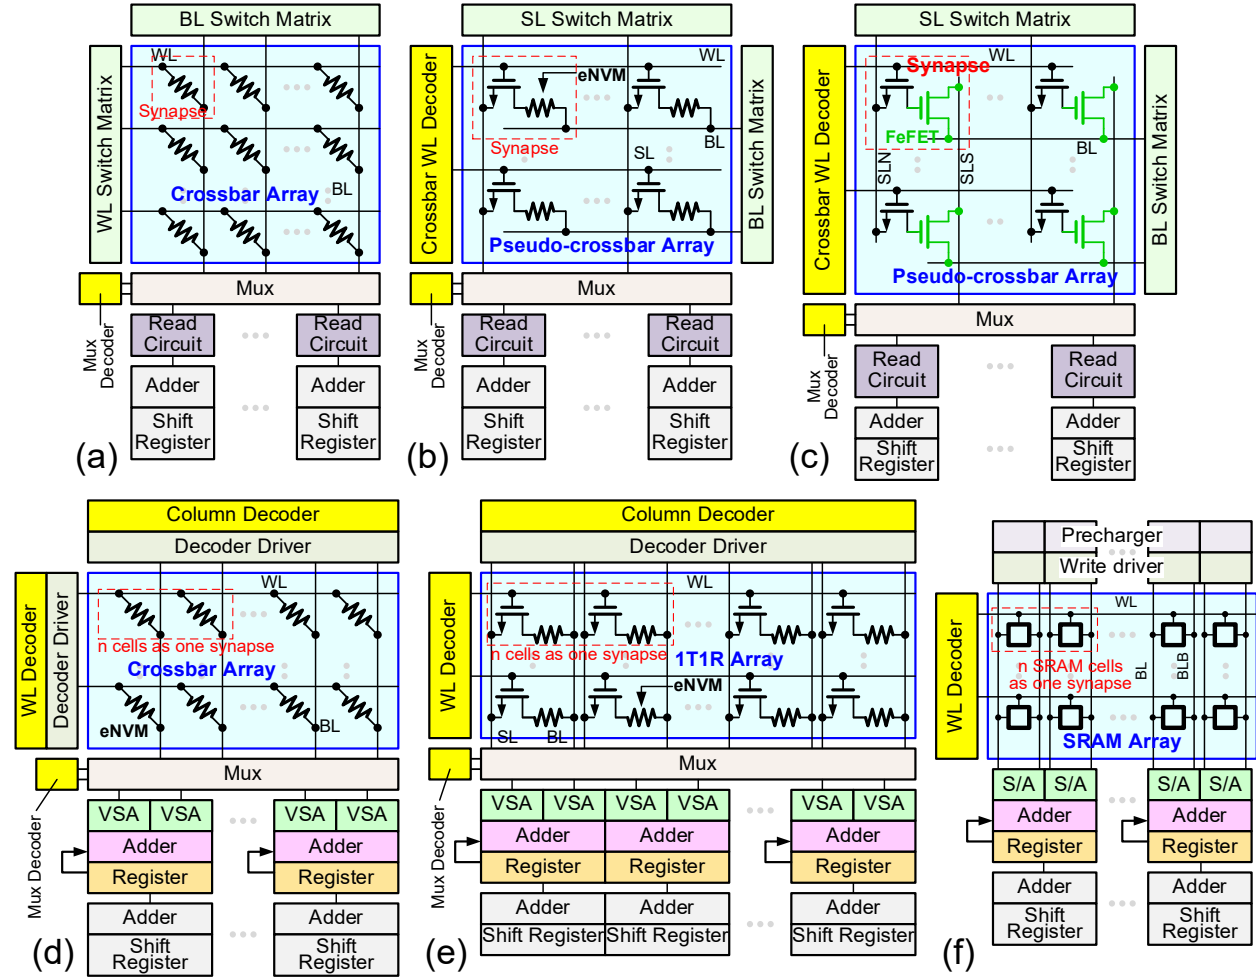 BL Switch Matrix
WL Switch Matrix
WL
Synapse
BL
Crossbar Array
Mux
Mux
Decoder
Read
Circuit
Read
Circuit
Adder
Adder
Shift
Register
Shift
Register
(a)
SL Switch Matrix
Crossbar WL Decoder
WL
eNVM
Synapse
SL
BL
Pseudo-crossbar Array
BL Switch Matrix
Mux
Mux
Decoder
Read
Circuit
Read
Circuit
Adder
Adder
Shift
Register
Shift
Register
(b)
SL Switch Matrix
Crossbar WL Decoder
WL
Synapse
FeFET
SLN
SLS
BL
Pseudo-crossbar Array
BL Switch Matrix
Mux
Mux
Decoder
Read
Circuit
Read
Circuit
Adder
Adder
Shift
Register
Shift
Register
(c)
Column Decoder
Decoder Driver
WL Decoder
Decoder Driver
WL
n cells as one synapse
Crossbar Array
eNVM
BL
Mux
Mux Decoder
VSA
VSA
VSA
VSA
Adder
Adder
Register
Register
Adder
Adder
Shift
Register
Shift
Register
(d)
Column Decoder
Decoder Driver
WL Decoder
WL
n cells as one synapse
1T1R Array
eNVM
SL
BL
Mux
Mux Decoder
VSA
VSA
VSA
VSA
VSA
VSA
Adder
Adder
Adder
Register
Register
Register
Adder
Adder
Adder
Shift Register
Shift Register
Shift Register
(e)
Precharger
Write driver
WL Decoder
WL
n SRAM cells
as one synapse
BL
BLB
SRAM Array
S/A
S/A
S/A
S/A
Adder
Adder
Register
Register
Adder
Adder
Shift
Register
Shift
Register
(f)